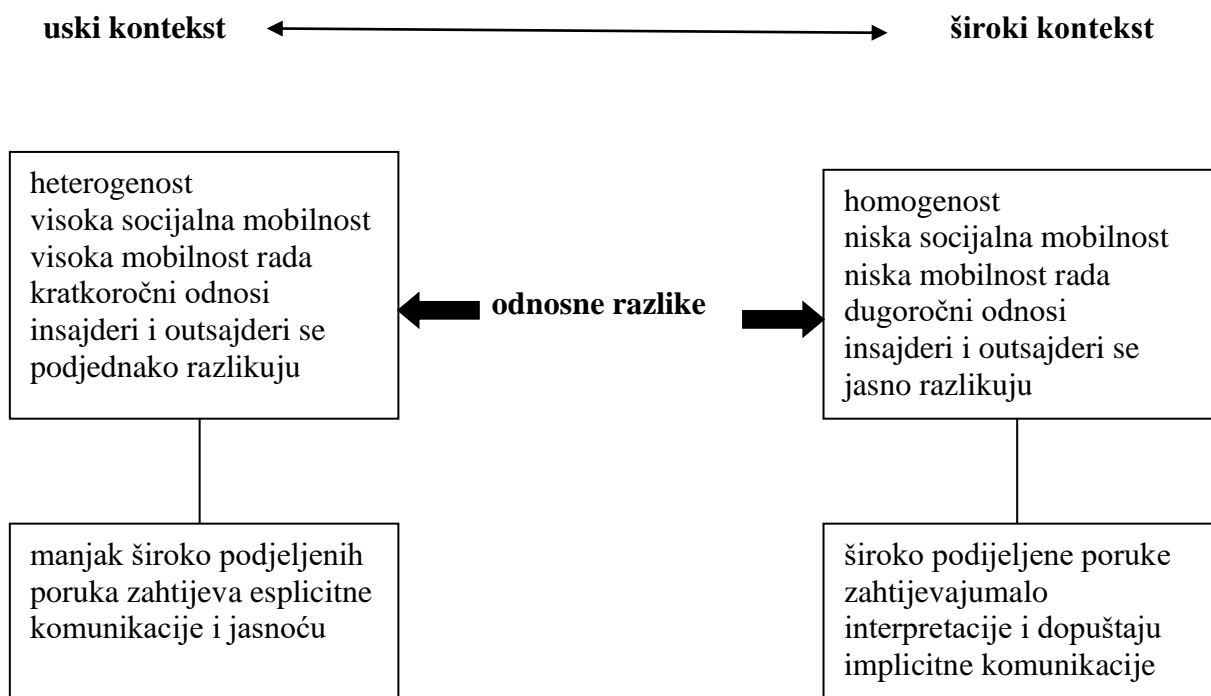 uski kontekst
široki kontekst
heterogenost
visoka socijalna mobilnost
visoka mobilnost rada
kratkoročni odnosi
insajderi i outsajderi se
podjednako razlikuju
odnosne razlike
homogenost
niska socijalna mobilnost
niska mobilnost rada
dugoročni odnosi
insajderi i outsajderi se
jasno razlikuju
manjak široko podjeljenih
poruka zahtijeva esplicitne
komunikacije i jasnoću
široko podijeljene poruke
zahtijevajumalo
interpretacije i dopuštaju
implicitne komunikacije